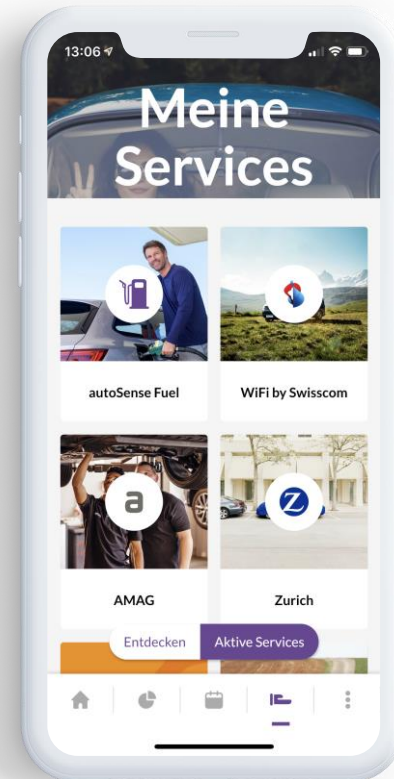 13:06
Meine
Services
autoSense Fuel
WiFi by Swisscom
a
Z
AMAG
Zurich
Entdecken
Aktive Services